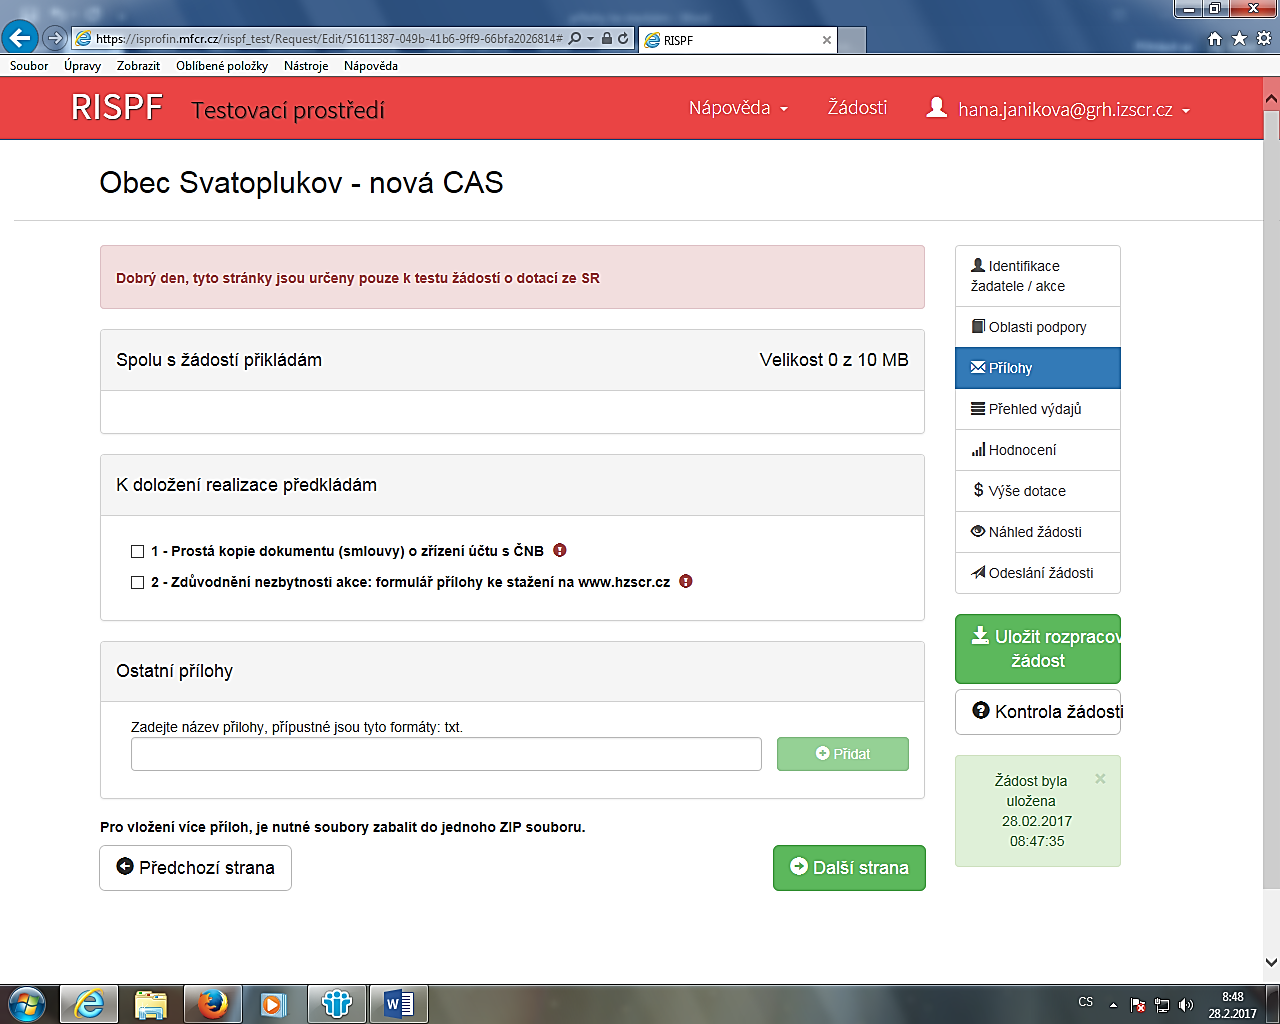 https://isprofin.mfcr.cz/rispf_test/Request/Edit/51611387-049b-41b6-9ff9-66bfa2026814#
RISPF
Soubor Úpravy Zobrazit Oblíbené položky Nástroje Nápověda
RISPF Testovací prostředí Nápověda Žádosti hana.janikova@grh.izscr.cz
Obec Svatoplukov - nová CAS
Dobrý den, tyto stránky jsou určeny pouze k testu žádostí o dotací ze SR
Spolu s žádostí přikládám Velikost 0 z 10 MB
K doložení realizace předkládám
1 - Prostá kopie dokumentu (smlouvy) o zřízení účtu s ČNB
2 - Zdůvodnění nezbytnosti akce: formulář přílohy ke stažení na www.hzscr.cz
Ostatní přílohy
Zadejte název přilohy, přípustné jsou tyto formáty: txt.
Přidat
Pro vložení více příloh, je nutné soubory zabalit do jednoho ZIP souboru.
Předchozí strana
Další strana
Identifikace
žadatele / akce
Oblasti podpory
Přílohy
Přehled výdajů
Hodnocení
Výše dotace
Náhled žádosti
Odeslání žádosti
Uložit rozpracov
žádost
Kontrola žádosti
Žádost byla
uložena
28.02.2017
08:47:35
CS
8:48
28.2.2017